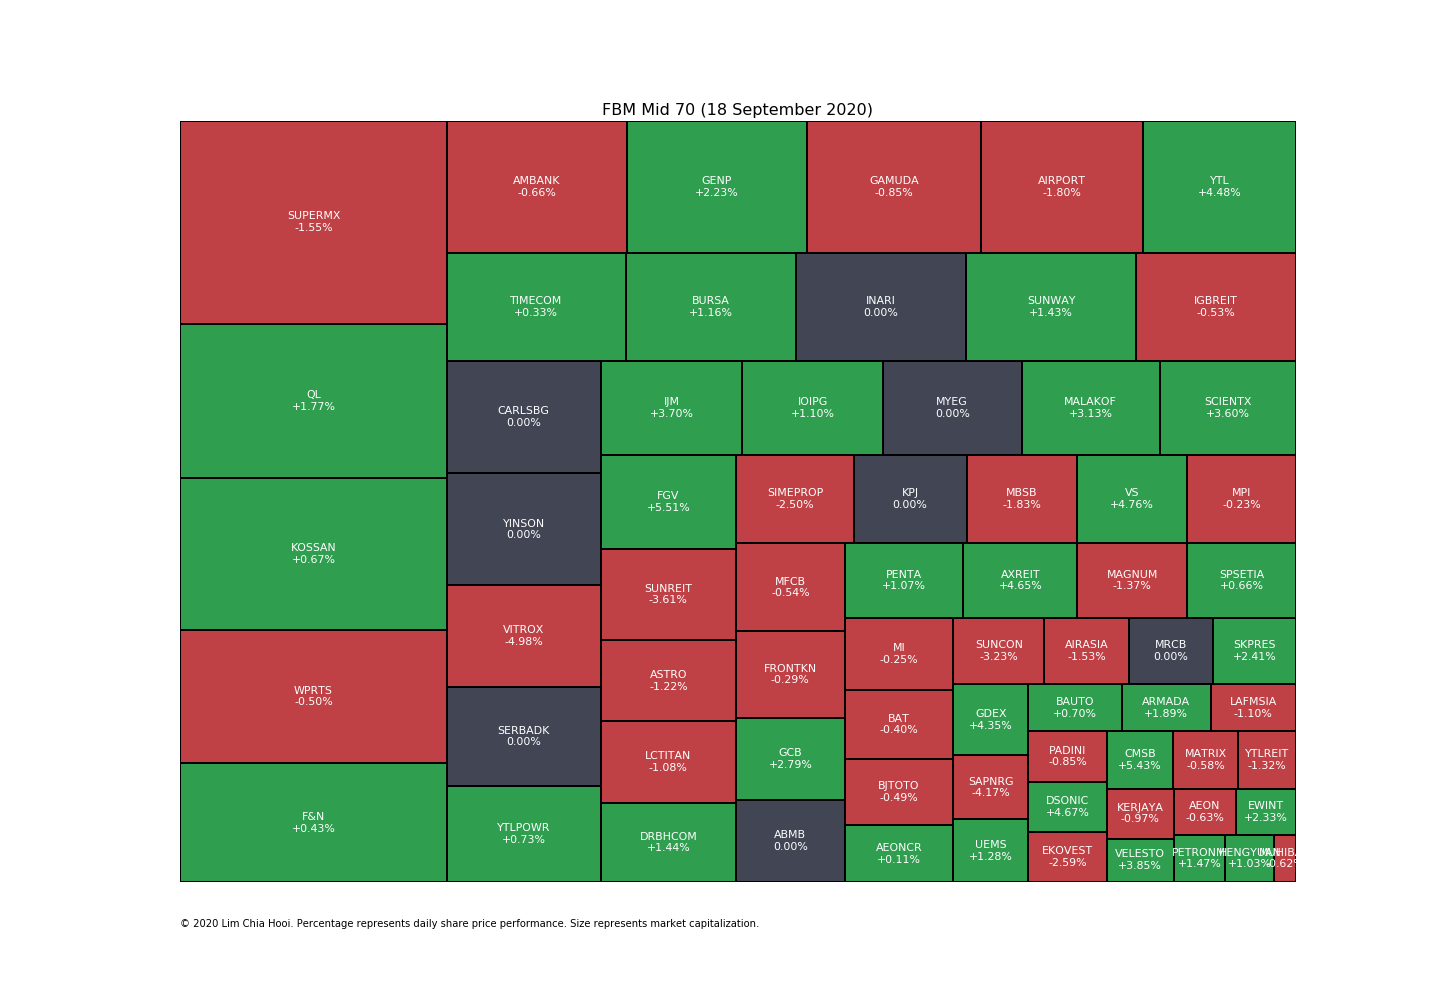 FBM Mid 70 (18 September 2020)
SUPERMX
-1.55%
QL
+1.77%
KOSSAN
+0.67%
WPRTS
-0.50%
F&N
+0.43%
AMBANK
-0.66%
GENP
+2.23%
GAMUDA
-0.85%
AIRPORT
-1.80%
YTL
+4.48%
TIMECOM
+0.33%
BURSA
+1.16%
INARI
0.00%
SUNWAY
+1.43%
IGBREIT
-0.53%
CARLSBG
0.00%
YINSON
0.00%
VITROX
-4.98%
SERBADK
0.00%
YTLPOWR
+0.73%
IJM
+3.70%
IOIPG
+1.10%
MYEG
0.00%
MALAKOF
+3.13%
SCIENTX
+3.60%
FGV
+5.51%
SUNREIT
-3.61%
ASTRO
-1.22%
LCTITAN
-1.08%
DRBHCOM
+1.44%
SIMEPROP
-2.50%
KPJ
0.00%
MBSB
-1.83%
VS
+4.76%
MPI
-0.23%
MFCB
-0.54%
FRONTKN
-0.29%
GCB
+2.79%
ABMB
0.00%
PENTA
+1.07%
AXREIT
+4.65%
MAGNUM
-1.37%
SPSETIA
+0.66%
MI
-0.25%
BAT
-0.40%
BJTOTO
-0.49%
AEONCR
+0.11%
SUNCON
-3.23%
AIRASIA
-1.53%
MRCB
0.00%
SKPRES
+2.41%
GDEX
+4.35%
SAPNRG
-4.17%
UEMS
+1.28%
BAUTO
+0.70%
ARMADA
+1.89%
LAFMSIA
-1.10%
PADINI
-0.85%
DSONIC
+4.67%
EKOVEST
-2.59%
CMSB
+5.43%
MATRIX
-0.58%
YTLREIT
-1.32%
KERJAYA
-0.97%
VELESTO
+3.85%
AEON
-0.63%
EWINT
+2.33%
+1.47%
+1.03%
© 2020 Lim Chia Hooi. Percentage represents daily share price performance. Size represents market capitalization.